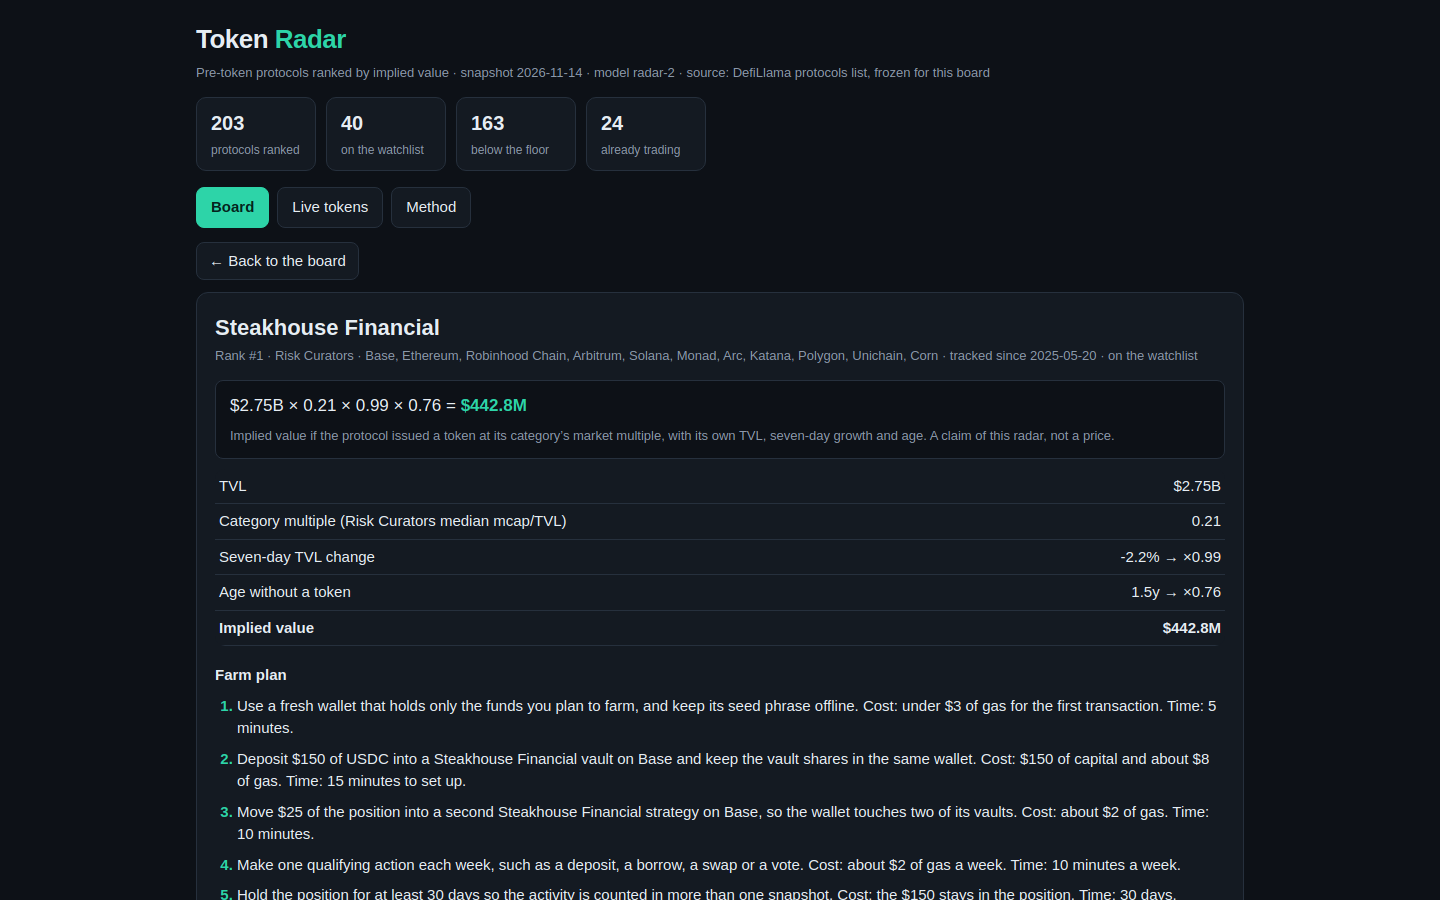 Token Radar
Pre-token protocols ranked by implied value · snapshot 2026-11-14 · model radar-2 · source: DefiLlama protocols list, frozen for this board
203
protocols ranked
40
on the watchlist
163
below the floor
24
already trading
Board
Live tokens
Method
← Back to the board
Steakhouse Financial
Rank #1 · Risk Curators · Base, Ethereum, Robinhood Chain, Arbitrum, Solana, Monad, Arc, Katana, Polygon, Unichain, Corn · tracked since 2025-05-20 · on the watchlist
$2.75B × 0.21 × 0.99 × 0.76 = $442.8M
Implied value if the protocol issued a token at its category's market multiple, with its own TVL, seven-day growth and age. A claim of this radar, not a price.
TVL $2.75B
Category multiple (Risk Curators median mcap/TVL) 0.21
Seven-day TVL change -2.2% → ×0.99
Age without a token 1.5y → ×0.76
Implied value $442.8M
Farm plan
1. Use a fresh wallet that holds only the funds you plan to farm, and keep its seed phrase offline. Cost: under $3 of gas for the first transaction. Time: 5
minutes.
2. Deposit $150 of USDC into a Steakhouse Financial vault on Base and keep the vault shares in the same wallet. Cost: $150 of capital and about $8
of gas. Time: 15 minutes to set up.
3. Move $25 of the position into a second Steakhouse Financial strategy on Base, so the wallet touches two of its vaults. Cost: about $2 of gas. Time:
10 minutes.
4. Make one qualifying action each week, such as a deposit, a borrow, a swap or a vote. Cost: about $2 of gas a week. Time: 10 minutes a week.
5. Hold the position for at least 30 days so the activity is counted in more than one snapshot. Cost: the $150 stays in the position. Time: 30 days.